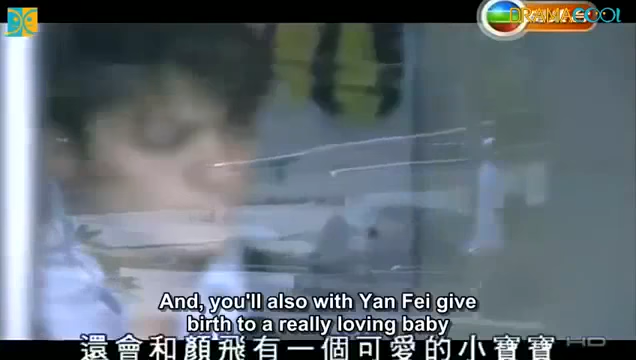 DRAMACOOL
And, you'll also with Yan Fei give
birth to a really loving baby
還會和顏飛有一個可愛的小寶寶
HD